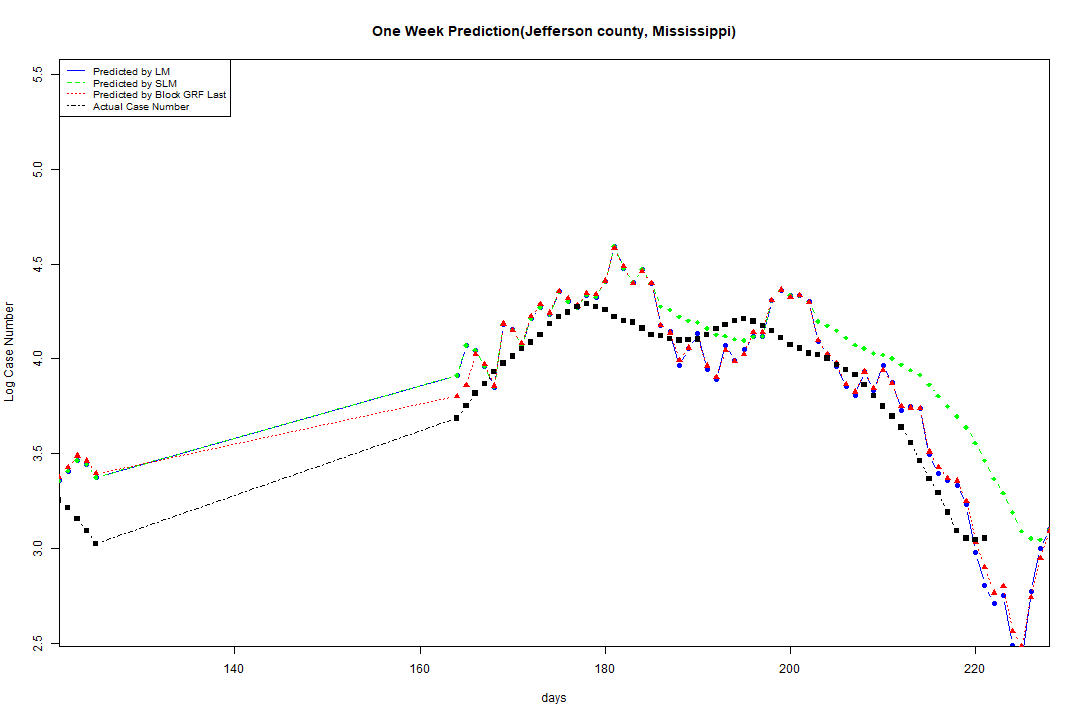 One Week Prediction(Jefferson county, Mississippi)
Predicted by LM
Predicted by SLM
Predicted by Block GRF Last
Actual Case Number
5.5
5.0
4.5
4.0
3.5
3.0
2.5
Log Case Number
140 160 180 200 220
days